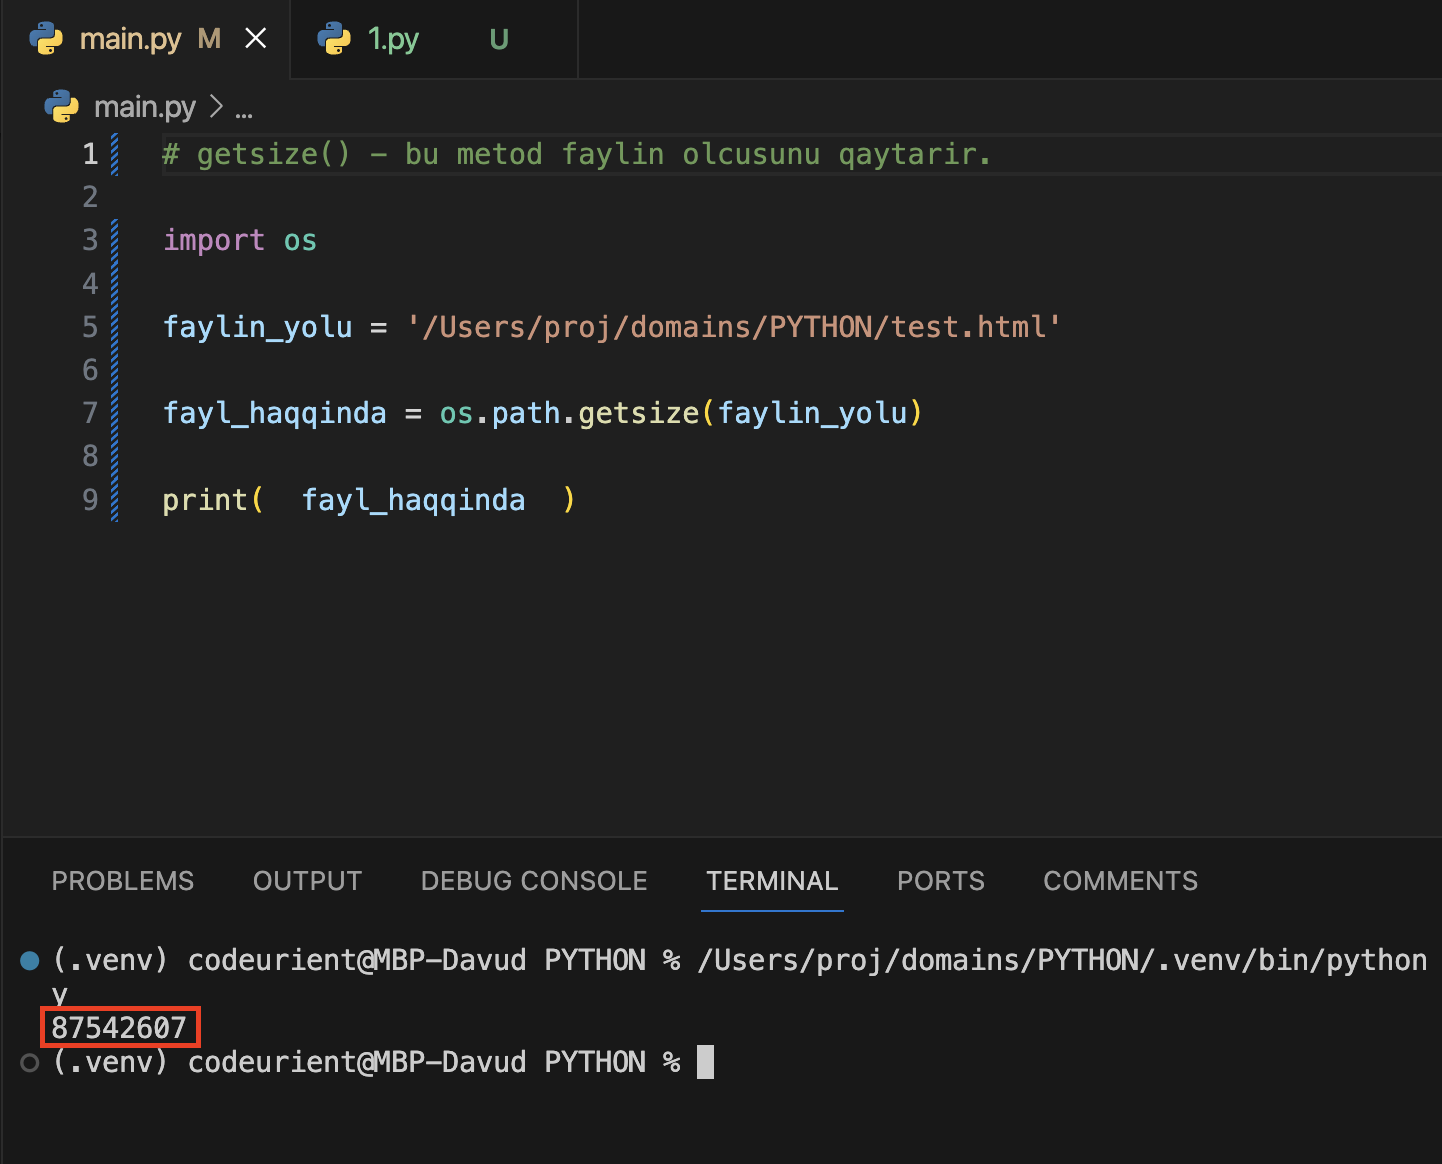 main.py M
1.py U
main.py > ...
1 # getsize() - bu metod faylin olcusunu qaytarir.
2
3 import os
4
5 faylin_yolu = '/Users/proj/domains/PYTHON/test.html'
6
7 fayl_haqqinda = os.path.getsize(faylin_yolu)
8
9 print(  fayl_haqqinda  )
PROBLEMS OUTPUT DEBUG CONSOLE TERMINAL PORTS COMMENTS
(.venv) codeurient@MBP-Davud PYTHON % /Users/proj/domains/PYTHON/.venv/bin/python
y
87542607
(.venv) codeurient@MBP-Davud PYTHON %